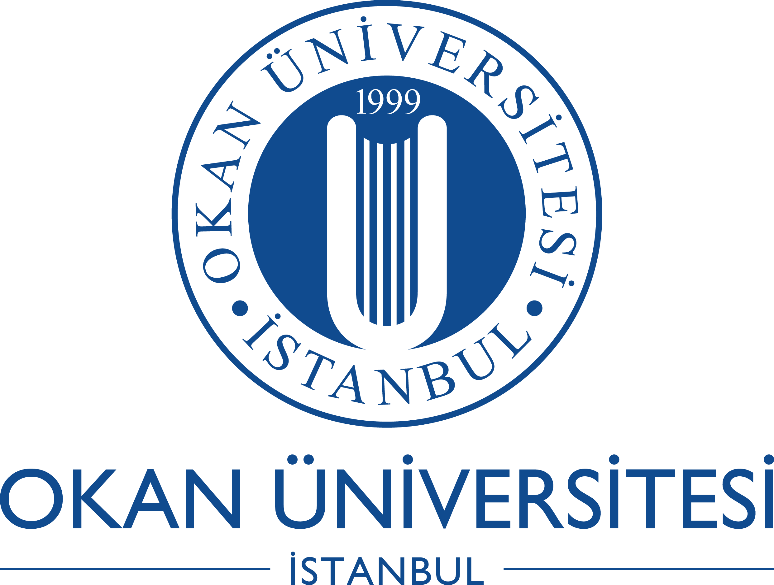 OKAN ÜNİVERSİTESİ
1999
• İSTANBUL •
OKAN ÜNİVERSİTESİ
İSTANBUL